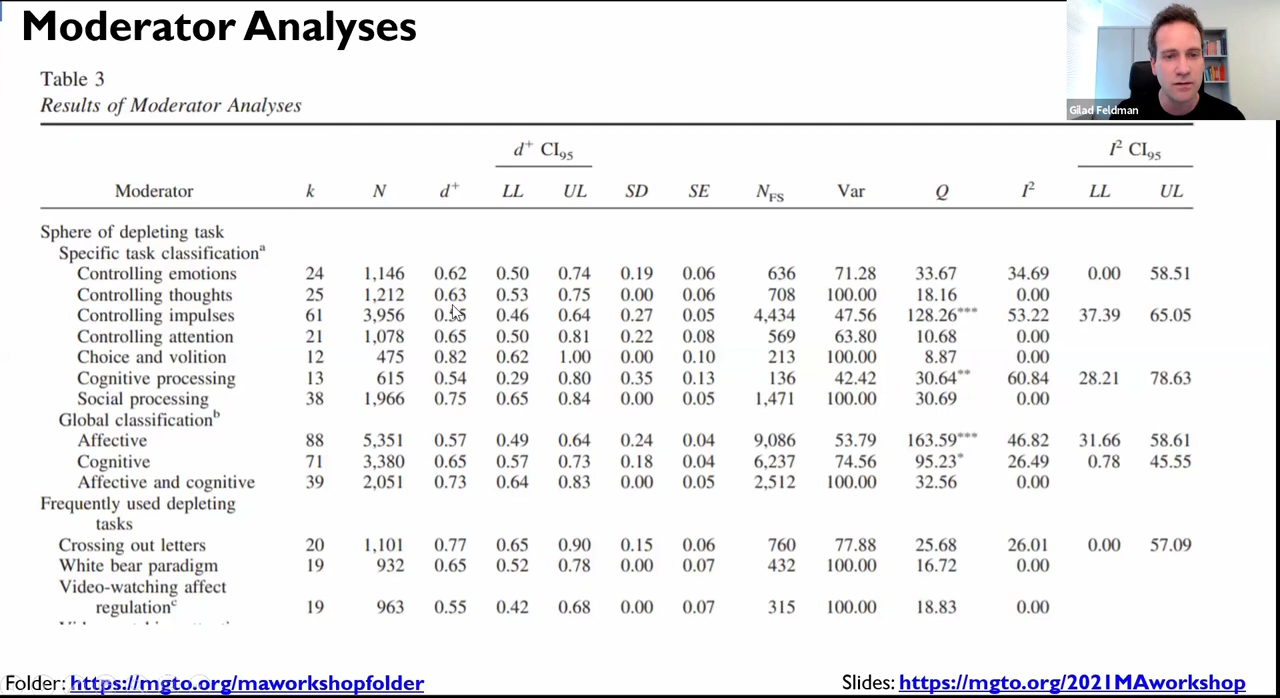 Moderator Analyses
Gilad Feldman
Table 3
Results of Moderator Analyses
d+ CI95 I2 CI95
Moderator k N d+ LL UL SD SE NFS Var Q I2 LL UL
Sphere of depleting task
Specific task classificationa
Controlling emotions 24 1,146 0.62 0.50 0.74 0.19 0.06 636 71.28 33.67 34.69 0.00 58.51
Controlling thoughts 25 1,212 0.63 0.53 0.75 0.00 0.06 708 100.00 18.16 0.00
Controlling impulses 61 3,956 0.55 0.46 0.64 0.27 0.05 4,434 47.56 128.26*** 53.22 37.39 65.05
Controlling attention 21 1,078 0.65 0.50 0.81 0.22 0.08 569 63.80 10.68 0.00
Choice and volition 12 475 0.82 0.62 1.00 0.00 0.10 213 100.00 8.87 0.00
Cognitive processing 13 615 0.54 0.29 0.80 0.35 0.13 136 42.42 30.64** 60.84 28.21 78.63
Social processing 38 1,966 0.75 0.65 0.84 0.00 0.05 1,471 100.00 30.69 0.00
Global classificationb
Affective 88 5,351 0.57 0.49 0.64 0.24 0.04 9,086 53.79 163.59*** 46.82 31.66 58.61
Cognitive 71 3,380 0.65 0.57 0.73 0.18 0.04 6,237 74.56 95.23* 26.49 0.78 45.55
Affective and cognitive 39 2,051 0.73 0.64 0.83 0.00 0.05 2,512 100.00 32.56 0.00
Frequently used depleting
tasks
Crossing out letters 20 1,101 0.77 0.65 0.90 0.15 0.06 760 77.88 25.68 26.01 0.00 57.09
White bear paradigm 19 932 0.65 0.52 0.78 0.00 0.07 432 100.00 16.72 0.00
Video-watching affect
regulationc 19 963 0.55 0.42 0.68 0.00 0.07 315 100.00 18.83 0.00
Folder: https://mgto.org/maworkshopfolder
Slides: https://mgto.org/2021MAworkshop